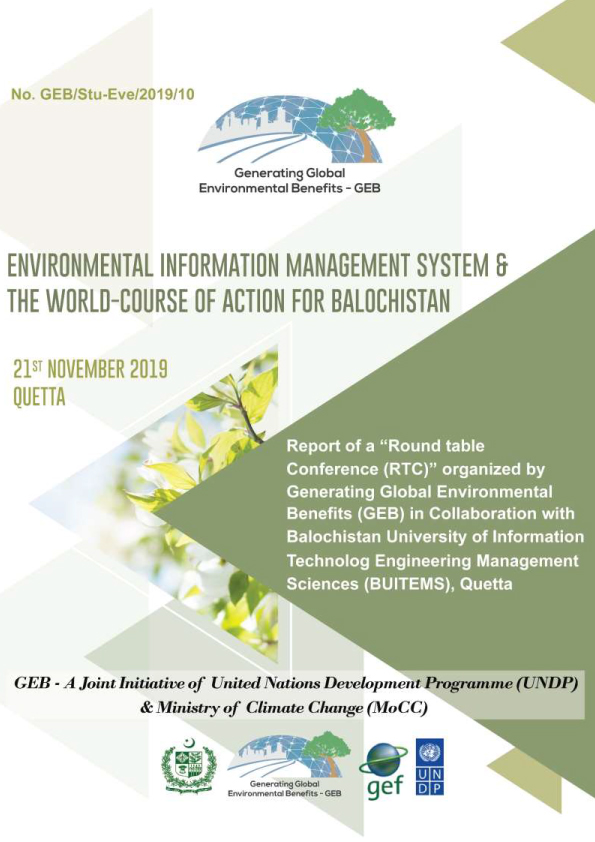 No. GEB/Stu-Eve/2019/10
Generating Global
Environmental Benefits - GEB
ENVIRONMENTAL INFORMATION MANAGEMENT SYSTEM &
THE WORLD-COURSE OF ACTION FOR BALOCHISTAN
21ST NOVEMBER 2019
QUETTA
Report of a “Round table
Conference (RTC)” organized by
Generating Global Environmental
Benefits (GEB) in Collaboration with
Balochistan University of Information
Technolog Engineering Management
Sciences (BUITEMS), Quetta
GEB - A Joint Initiative of United Nations Development Programme (UNDP)
& Ministry of Climate Change (MoCC)
Generating Global
Environmental Benefits - GEB
gef
U N
D P